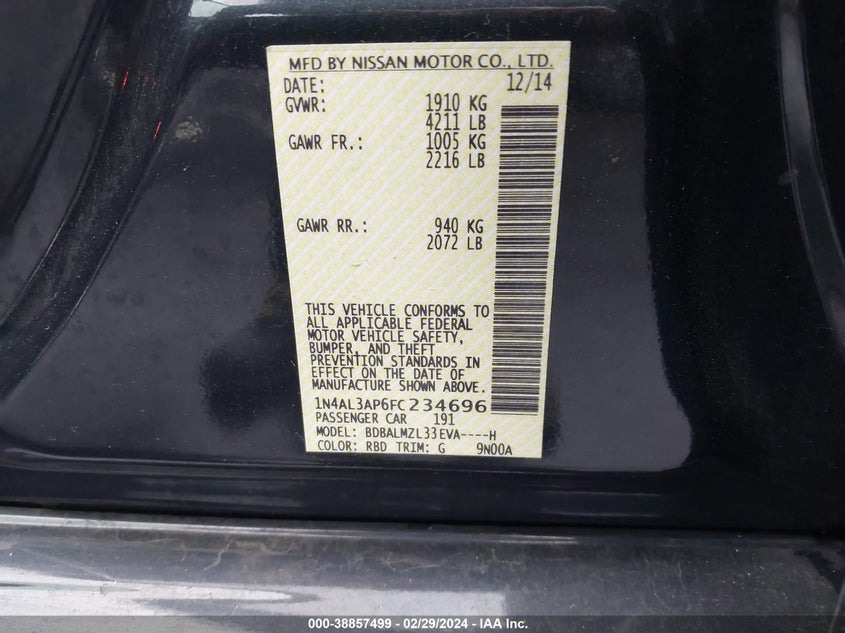 MFD BY NISSAN MOTOR CO., LTD.
DATE: 12/14
GVWR: 1910 KG
4211 LB
GAWR FR.: 1005 KG
2216 LB
GAWR RR.: 940 KG
2072 LB
THIS VEHICLE CONFORMS TO
ALL APPLICABLE FEDERAL
MOTOR VEHICLE SAFETY,
BUMPER, AND THEFT
PREVENTION STANDARDS IN
EFFECT ON THE DATE OF
MANUFACTURE SHOWN ABOVE.
1N4AL3AP6FC234696
PASSENGER CAR 191
MODEL: BDBALMZL33EVA----H
COLOR: RBD TRIM: G 9N00A
000-38857499 - 02/29/2024 - IAAI.com